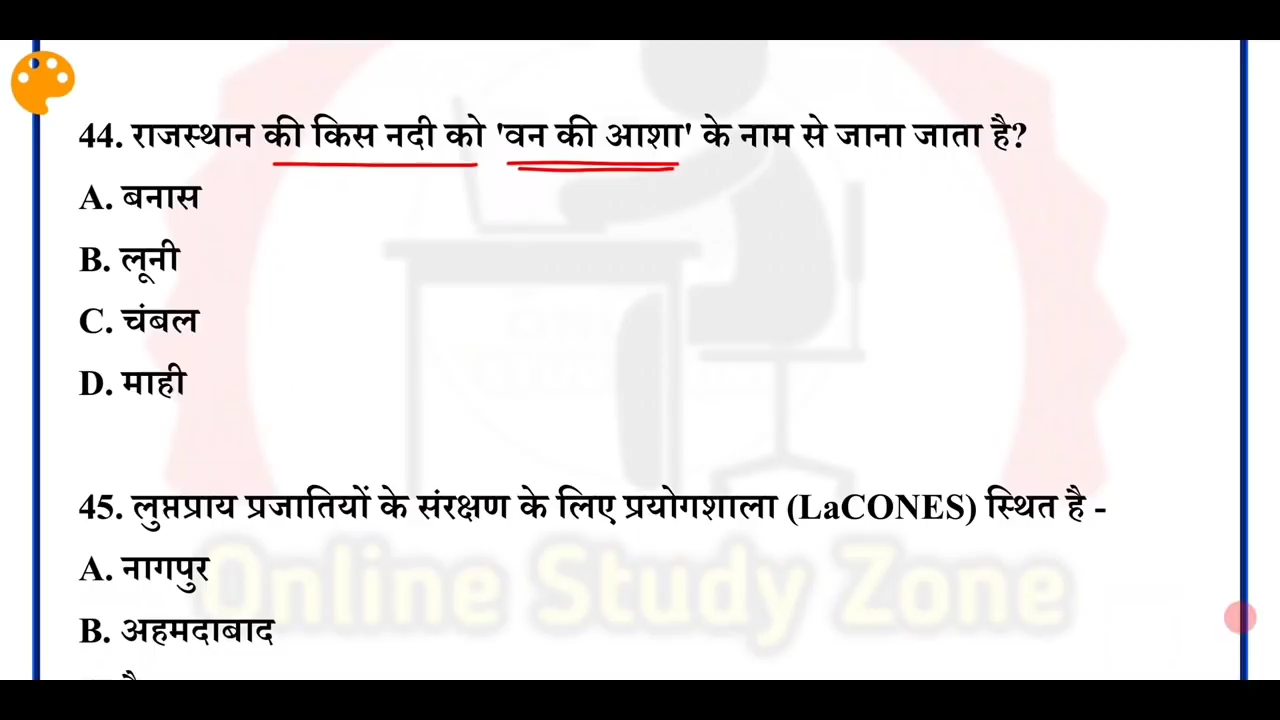 44. राजस्थान की किस नदी को 'वन की आशा' के नाम से जाना जाता है?
A. बनास
B. लूनी
C. चंबल
D. माही
45. लुप्तप्राय प्रजातियों के संरक्षण के लिए प्रयोगशाला (LaCONES) स्थित है -
A. नागपुर
Online Study Zone
B. अहमदाबाद